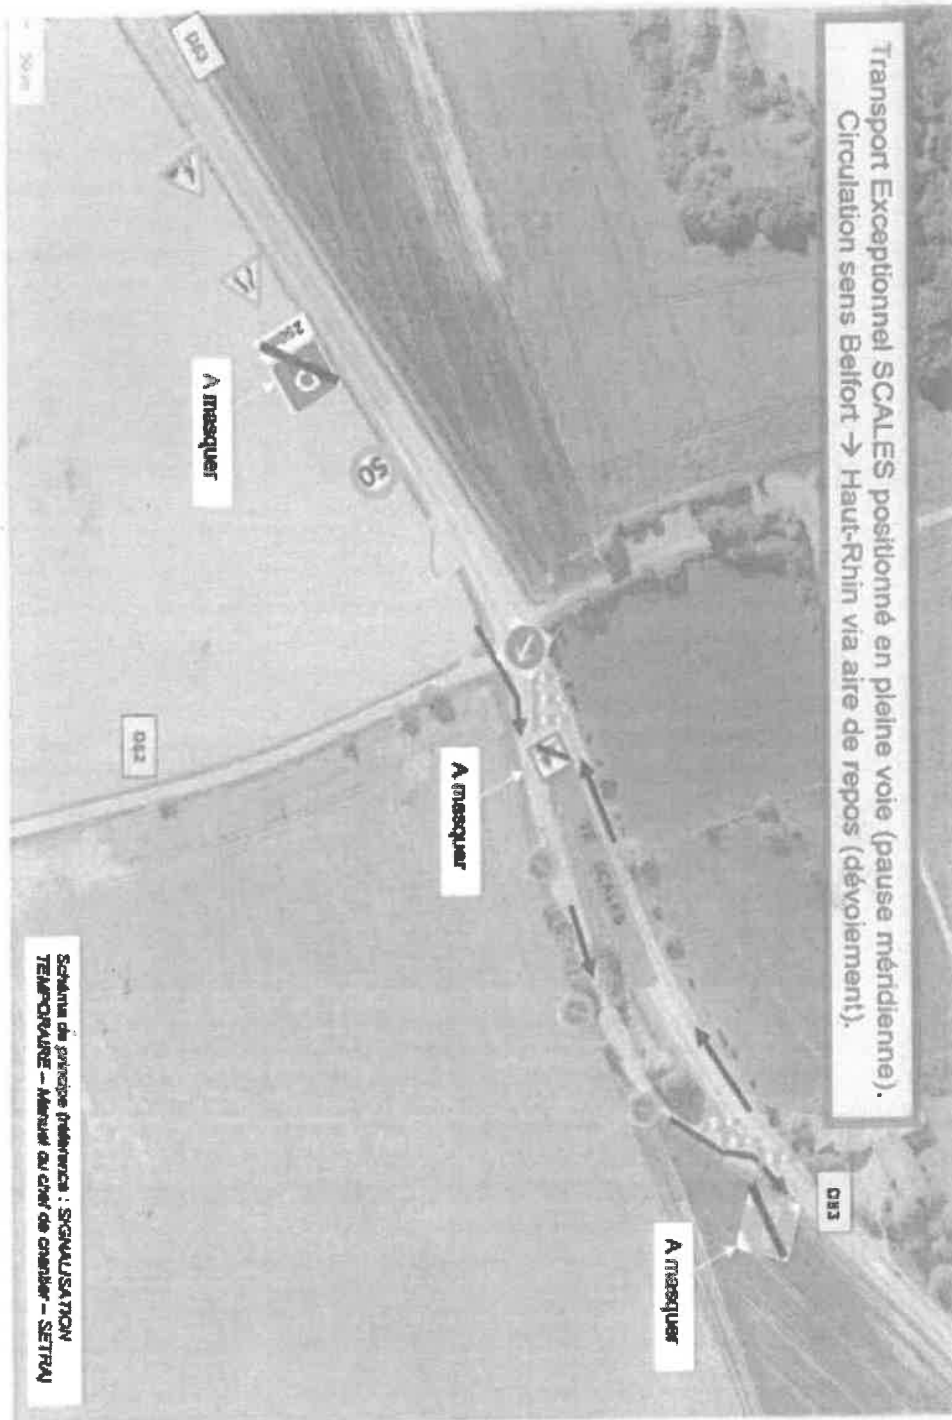 Transport Exceptionnel SCALES positionné en pleine voie (pause méridienne).
Circulation sens Belfort → Haut-Rhin via aire de repos (dévoiement).
D83
50 m
A masquer
50
D52
A masquer
SCALES
D83
A masquer
Schéma de principe (référence : SIGNALISATION
TEMPORAIRE – Manuel du chef de chantier – SETRA)